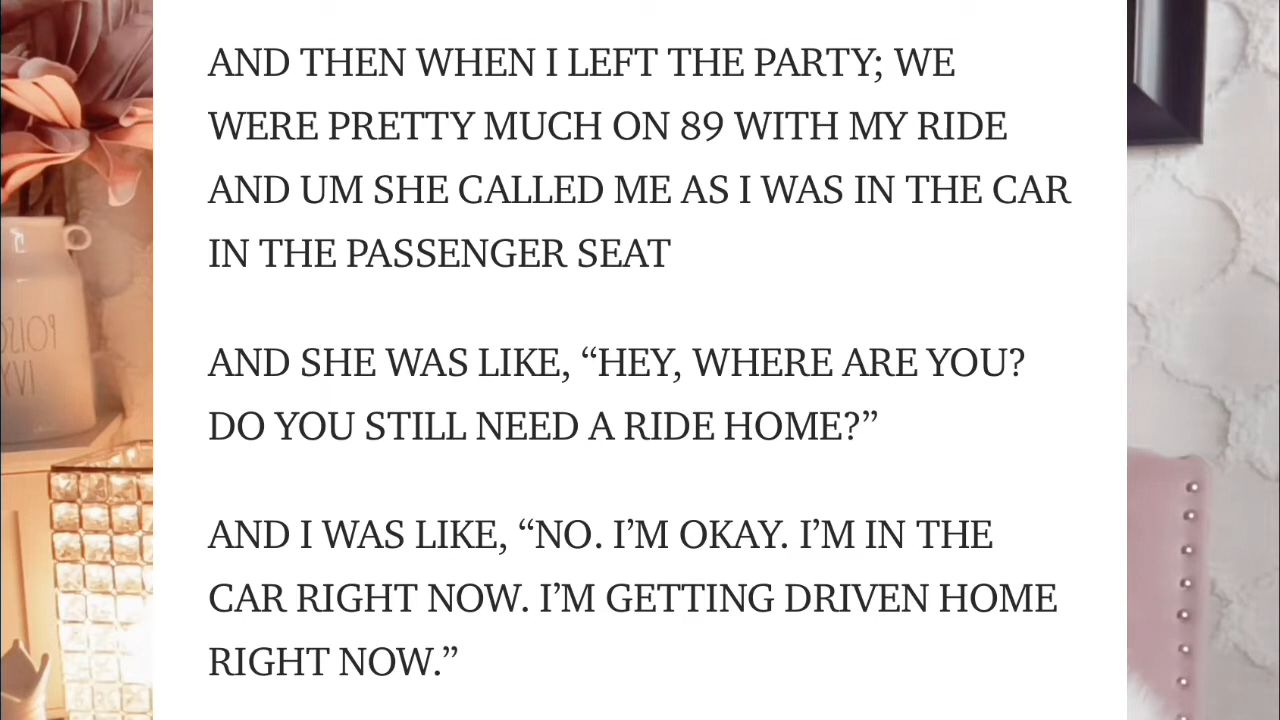 AND THEN WHEN I LEFT THE PARTY; WE
WERE PRETTY MUCH ON 89 WITH MY RIDE
AND UM SHE CALLED ME AS I WAS IN THE CAR
IN THE PASSENGER SEAT
AND SHE WAS LIKE, “HEY, WHERE ARE YOU?
DO YOU STILL NEED A RIDE HOME?”
AND I WAS LIKE, “NO. I’M OKAY. I’M IN THE
CAR RIGHT NOW. I’M GETTING DRIVEN HOME
RIGHT NOW.”